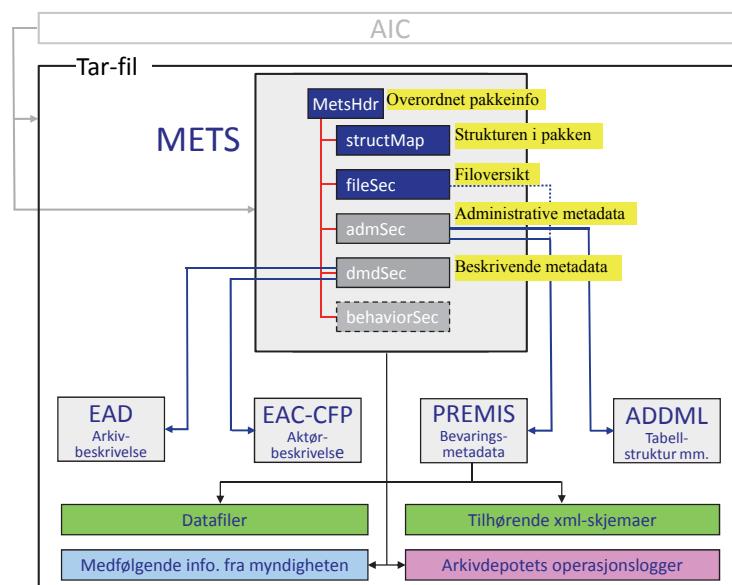 AIC
Tar-fil
METS
MetsHdr
Overordnet pakkeinfo
structMap
Strukturen i pakken
fileSec
Filoversikt
admSec
Administrative metadata
dmdSec
Beskrivende metadata
behaviorSec
EAD
Arkiv-
beskrivelse
EAC-CFP
Aktør-
beskrivelse
PREMIS
Bevarings-
metadata
ADDML
Tabell-
struktur mm.
Datafiler
Tilhørende xml-skjemaer
Medfølgende info. fra myndigheten
Arkivdepotets operasjonslogger